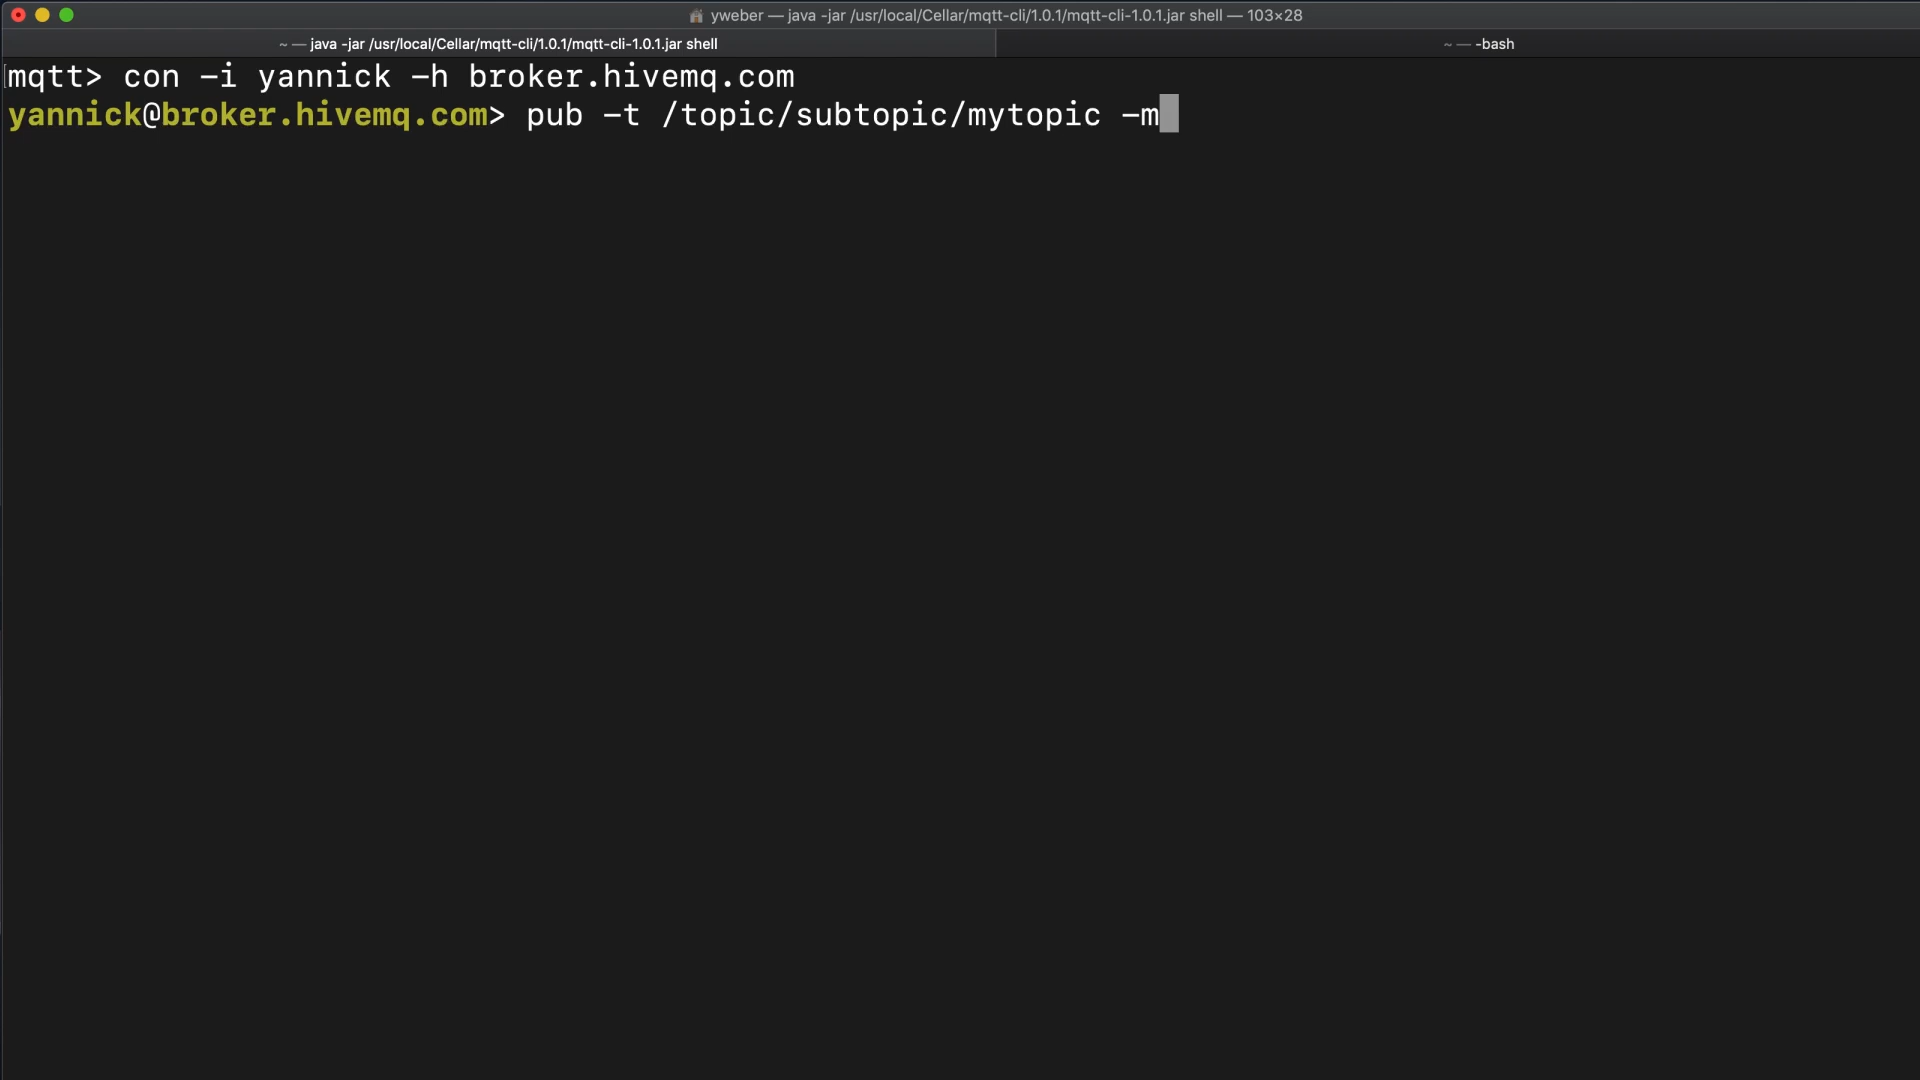 yweber — java -jar /usr/local/Cellar/mqtt-cli/1.0.1/mqtt-cli-1.0.1.jar shell — 103×28
~ — java -jar /usr/local/Cellar/mqtt-cli/1.0.1/mqtt-cli-1.0.1.jar shell
~ — -bash
mqtt> con -i yannick -h broker.hivemq.com
yannick@broker.hivemq.com> pub -t /topic/subtopic/mytopic -m